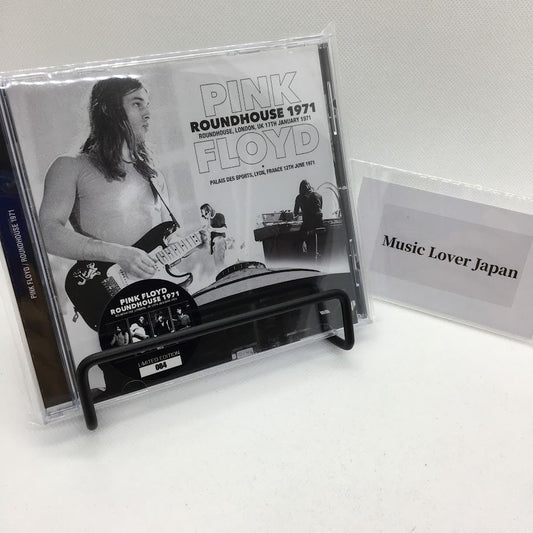 PINK
ROUNDHOUSE 1971
ROUNDHOUSE, LONDON, UK 17TH JANUARY 1971
FLOYD
PALAIS DES SPORTS, LYON, FRANCE 12TH JUNE 1971
PINK FLOYD / ROUNDHOUSE 1971
PINK FLOYD
ROUNDHOUSE 1971
LIMITED EDITION
084
Music Lover Japan